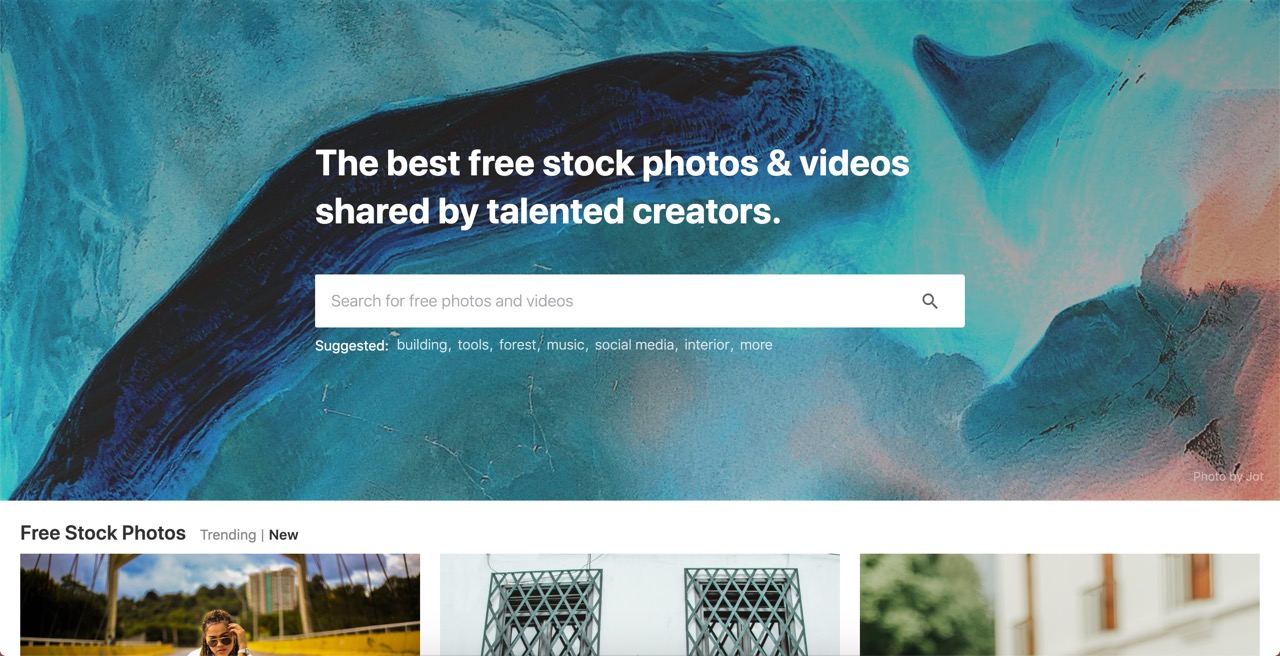 The best free stock photos & videos
shared by talented creators.
Search for free photos and videos
Suggested: building, tools, forest, music, social media, interior, more
Photo by Jot
Free Stock Photos Trending | New